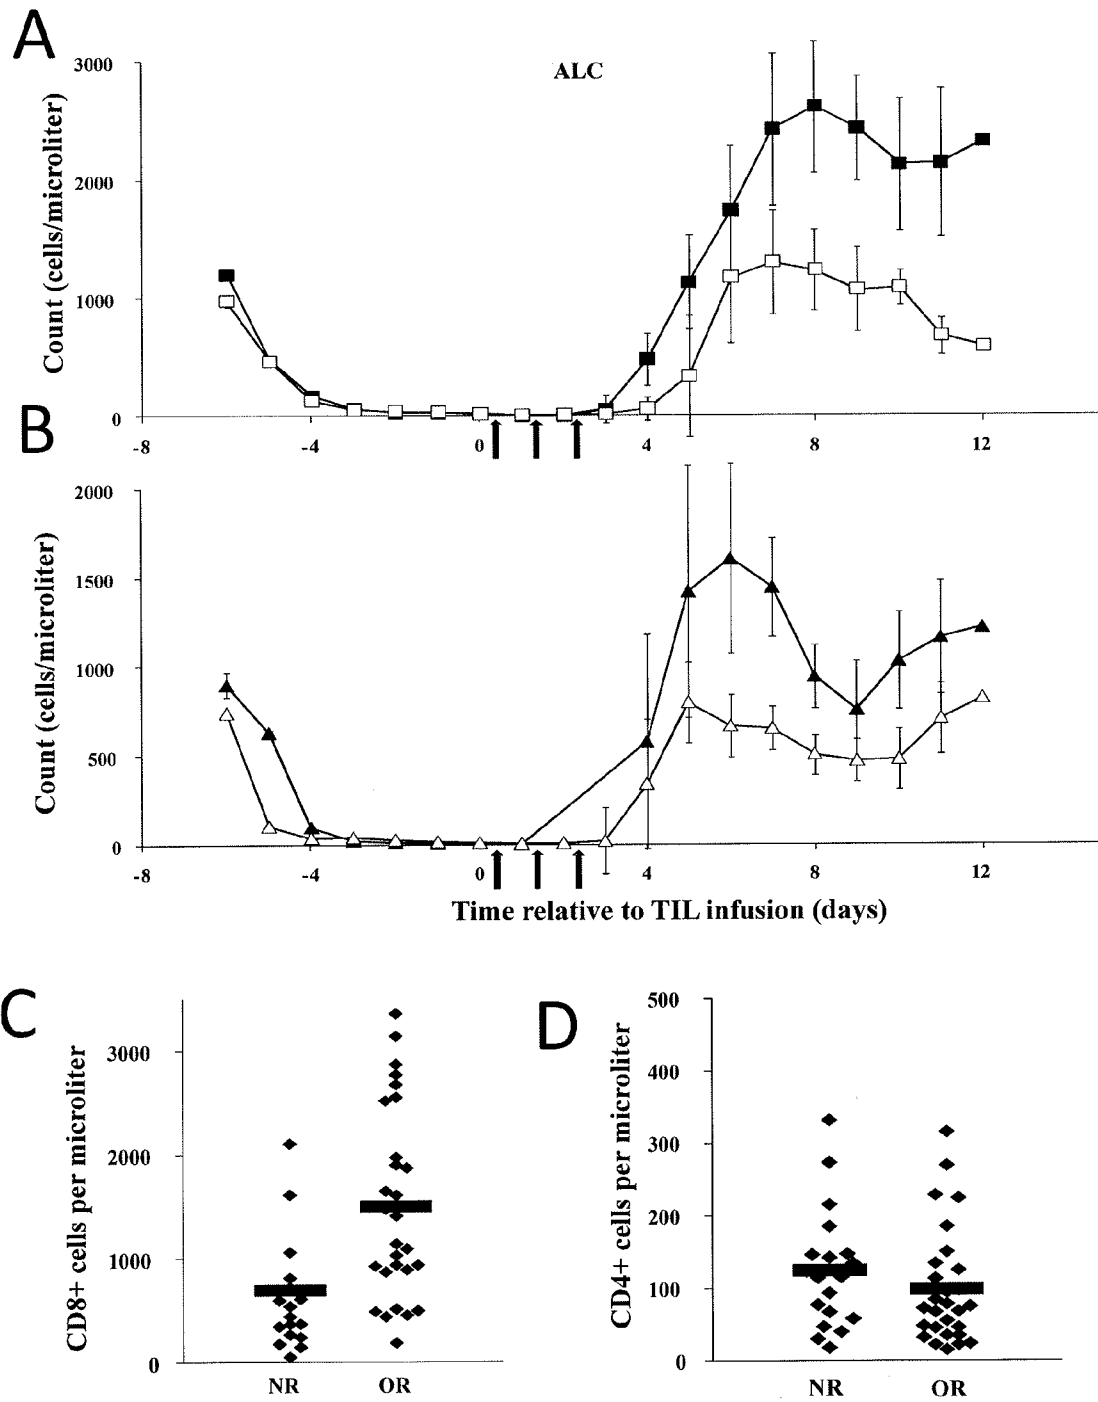 A
ALC
Count (cells/microliter)
3000
2000
1000
0
-8
-4
0
4
8
12
B
Count (cells/microliter)
2000
1500
1000
500
0
-8
-4
0
4
8
12
Time relative to TIL infusion (days)
C
CD8+ cells per microliter
3000
2000
1000
0
NR
OR
D
CD4+ cells per microliter
500
400
300
200
100
0
NR
OR